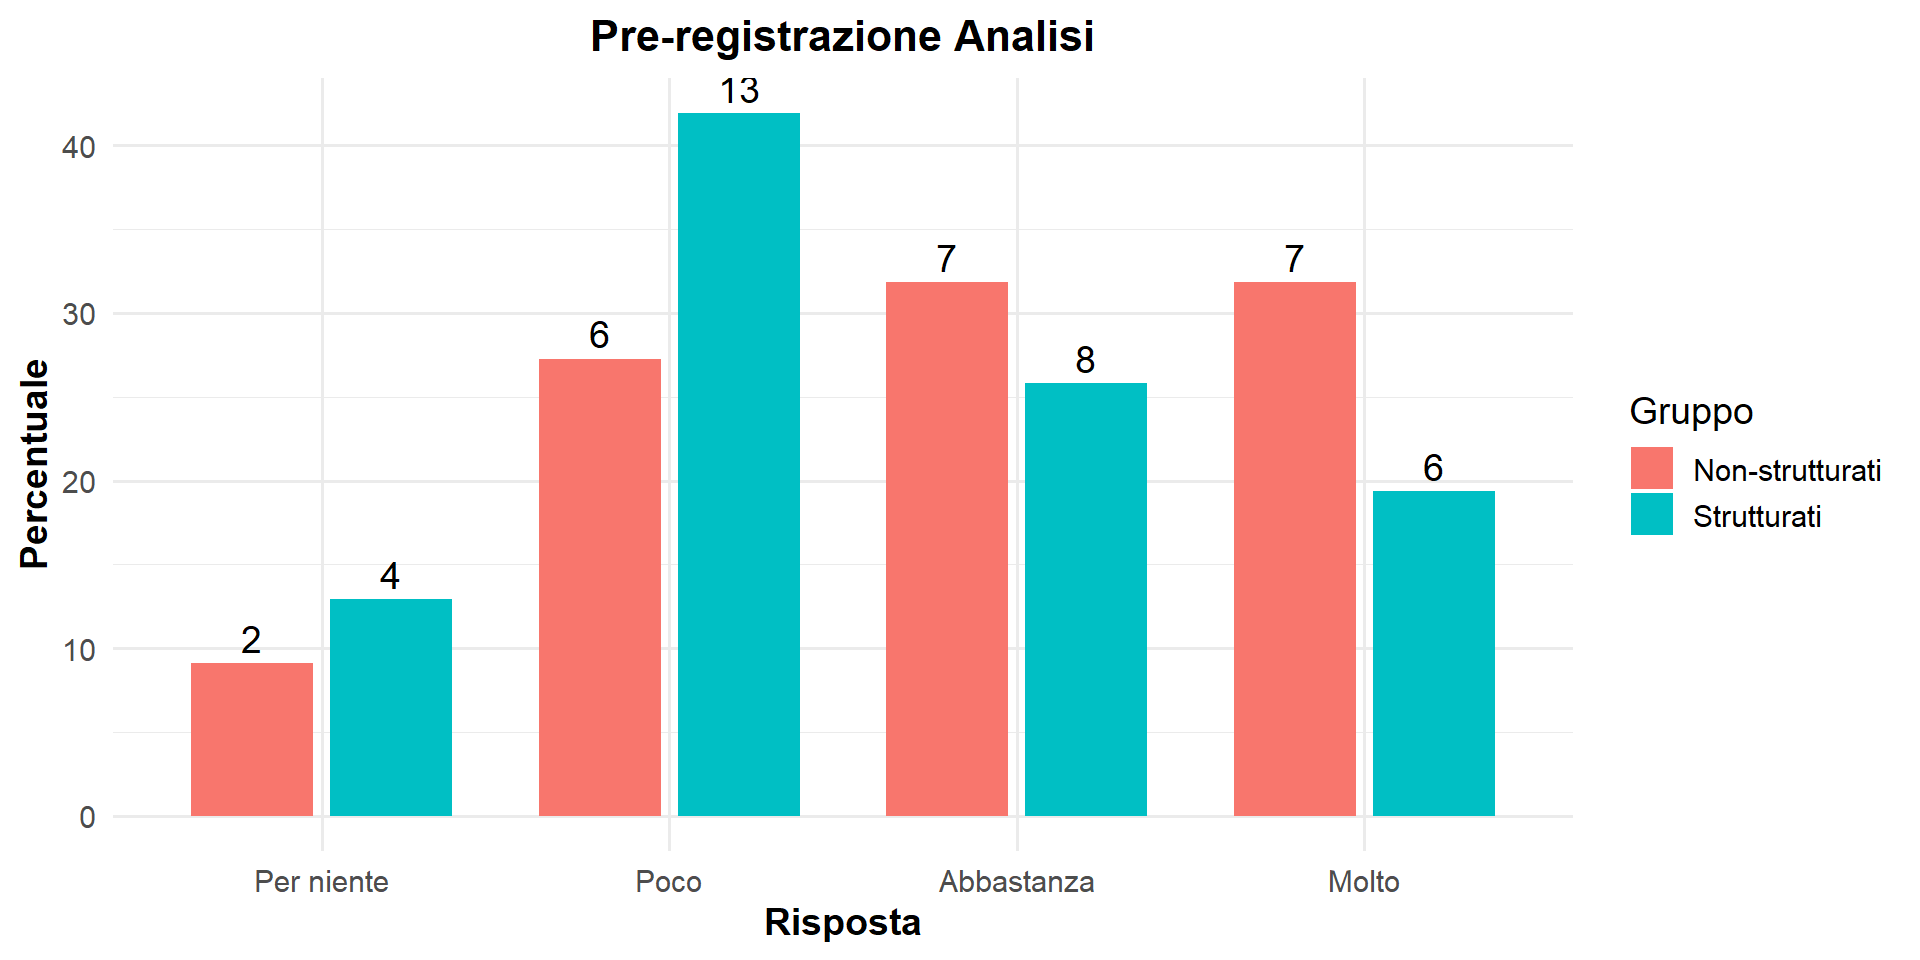 Pre-registrazione Analisi
13
40
7
7
30
6
8
6
20
4
2
10
0
Percentuale
Per niente
Poco
Abbastanza
Molto
Risposta
Gruppo
Non-strutturati
Strutturati